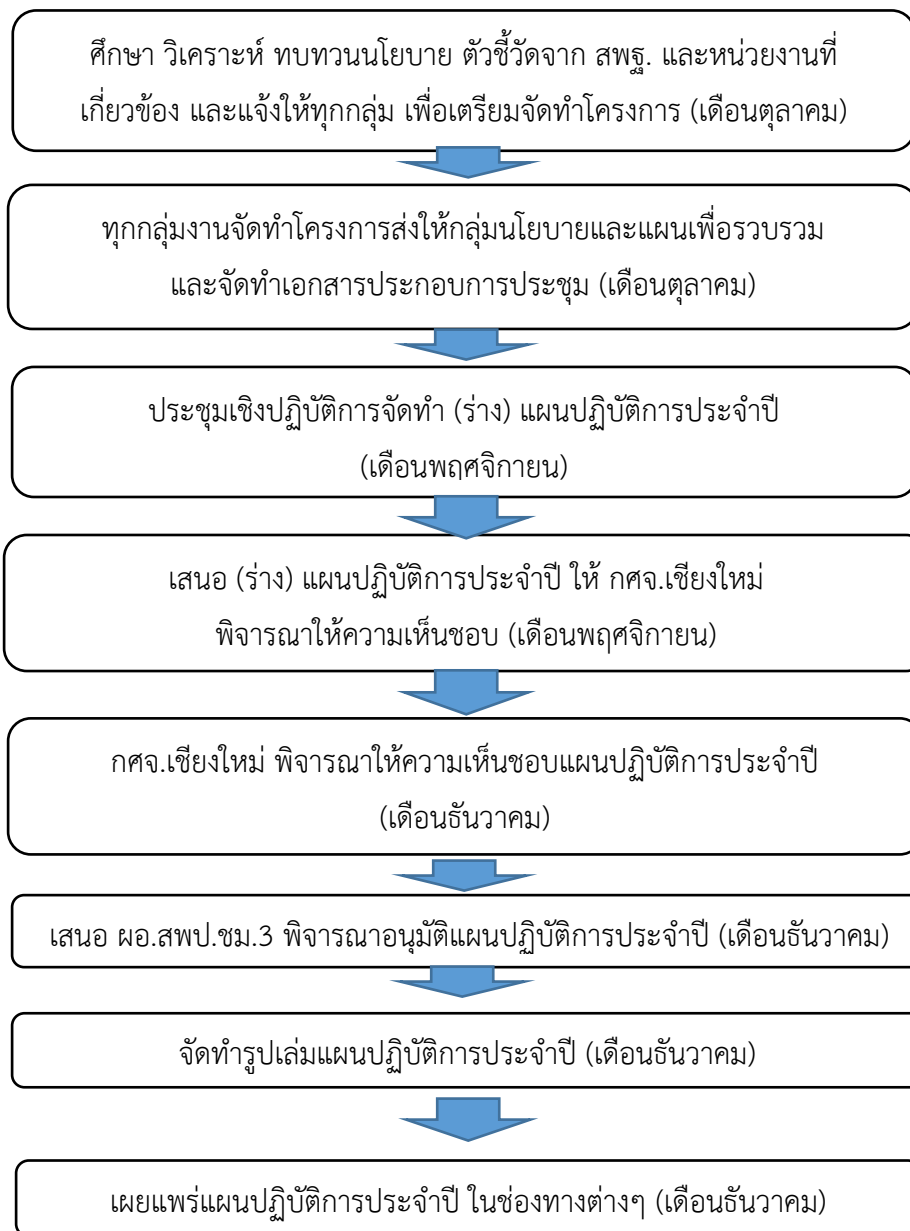 ศึกษา วิเคราะห์ ทบทวนนโยบาย ตัวชี้วัดจาก สพฐ. และหน่วยงานที่
เกี่ยวข้อง และแจ้งให้ทุกกลุ่ม เพื่อเตรียมจัดทำโครงการ (เดือนตุลาคม)
ทุกกลุ่มงานจัดทำโครงการส่งให้กลุ่มนโยบายและแผนเพื่อรวบรวม
และจัดทำเอกสารประกอบการประชุม (เดือนตุลาคม)
ประชุมเชิงปฏิบัติการจัดทำ (ร่าง) แผนปฏิบัติการประจำปี
(เดือนพฤศจิกายน)
เสนอ (ร่าง) แผนปฏิบัติการประจำปี ให้ กศจ.เชียงใหม่
พิจารณาให้ความเห็นชอบ (เดือนพฤศจิกายน)
กศจ.เชียงใหม่ พิจารณาให้ความเห็นชอบแผนปฏิบัติการประจำปี
(เดือนธันวาคม)
เสนอ ผอ.สพป.ชม.3 พิจารณาอนุมัติแผนปฏิบัติการประจำปี (เดือนธันวาคม)
จัดทำรูปเล่มแผนปฏิบัติการประจำปี (เดือนธันวาคม)
เผยแพร่แผนปฏิบัติการประจำปี ในช่องทางต่างๆ (เดือนธันวาคม)